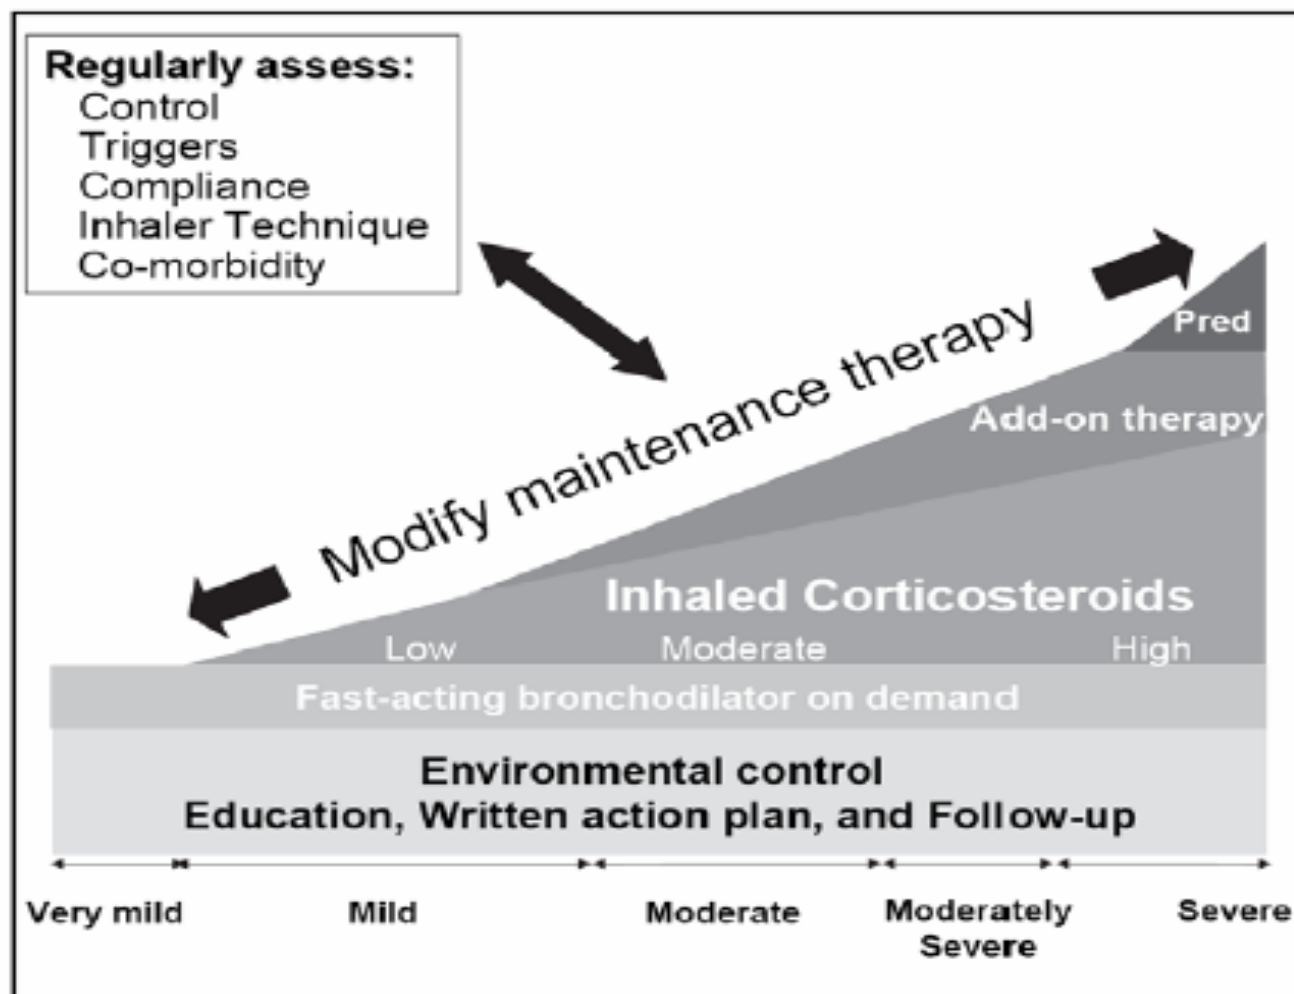 Regularly assess:
Control
Triggers
Compliance
Inhaler Technique
Co-morbidity
Modify maintenance therapy
Pred
Add-on therapy
Inhaled Corticosteroids
Low Moderate High
Fast-acting bronchodilator on demand
Environmental control
Education, Written action plan, and Follow-up
Very mild Mild Moderate Moderately Severe
Severe